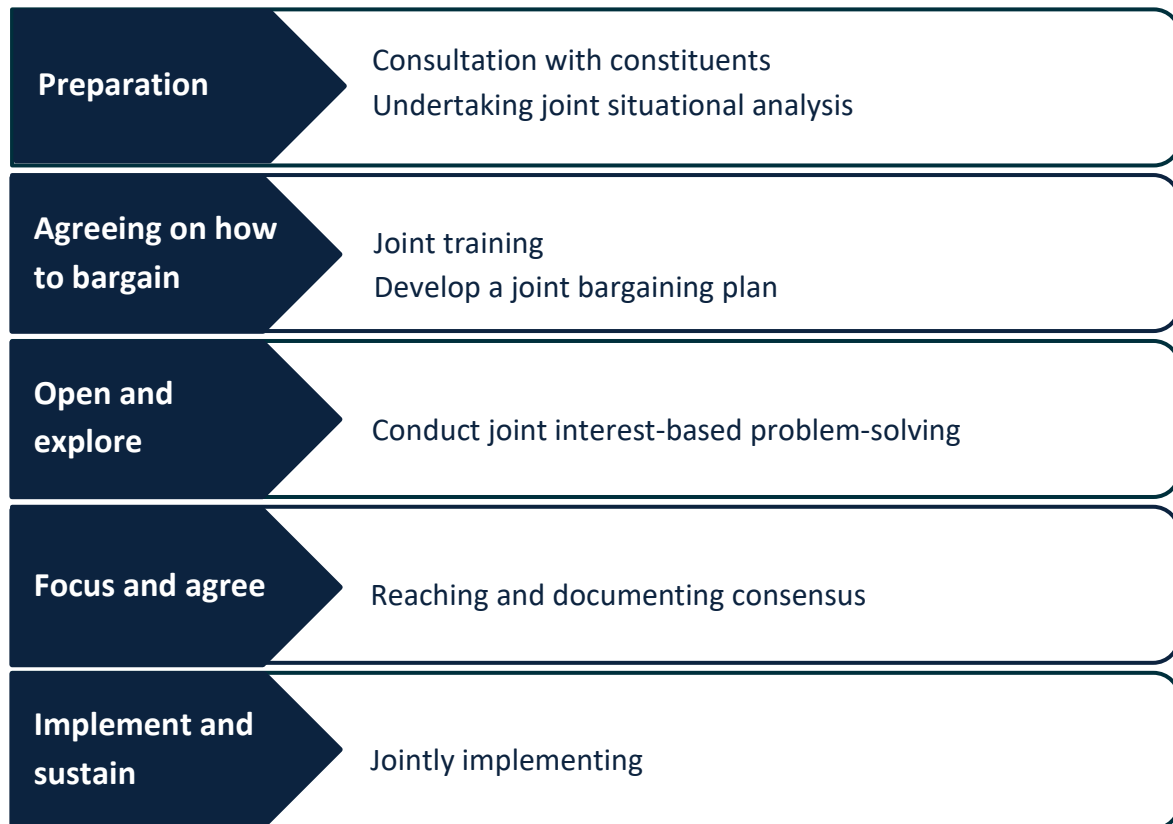 Preparation
Consultation with constituents
Undertaking joint situational analysis
Agreeing on how
to bargain
Joint training
Develop a joint bargaining plan
Open and
explore
Conduct joint interest-based problem-solving
Focus and agree
Reaching and documenting consensus
Implement and
sustain
Jointly implementing